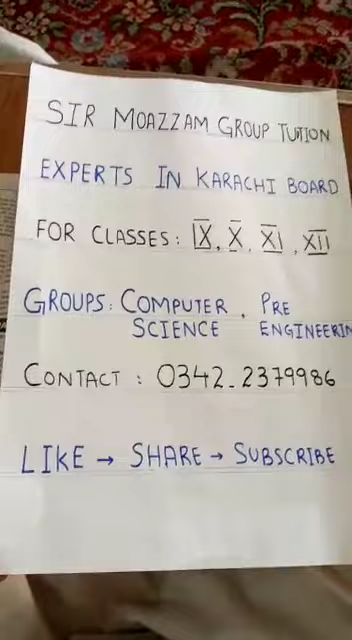 SIR MOAZZAM GROUP TUTION
EXPERTS IN KARACHI BOARD
FOR CLASSES: IX, X, XI, XII
GROUPS: COMPUTER SCIENCE, PRE ENGINEERIN
CONTACT: 0342-2379986
LIKE → SHARE → SUBSCRIBE